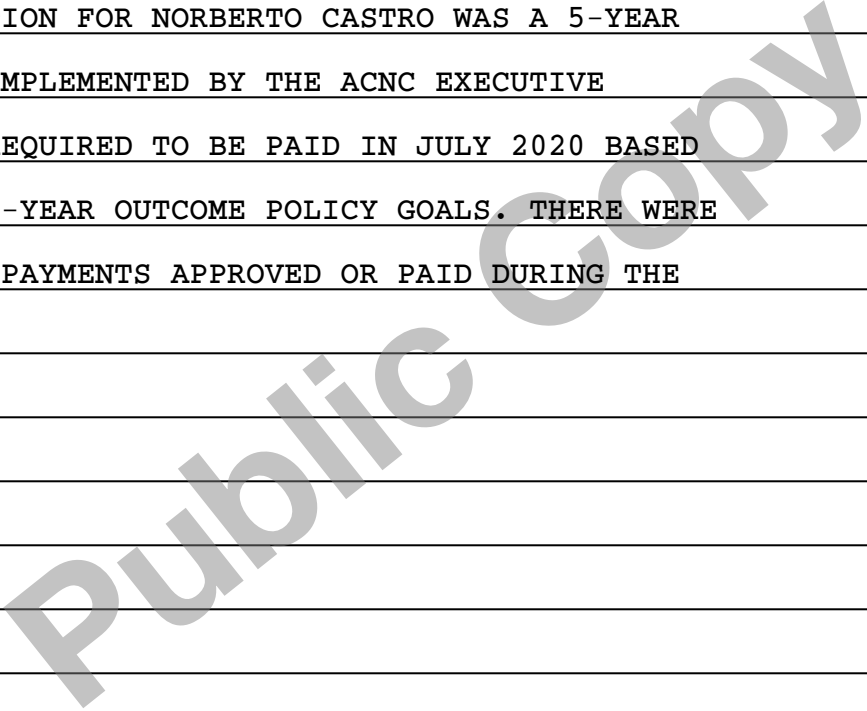 ION FOR NORBERTO CASTRO WAS A 5-YEAR
MPLEMENTED BY THE ACNC EXECUTIVE
EQUIRED TO BE PAID IN JULY 2020 BASED
-YEAR OUTCOME POLICY GOALS. THERE WERE
PAYMENTS APPROVED OR PAID DURING THE
Public Copy